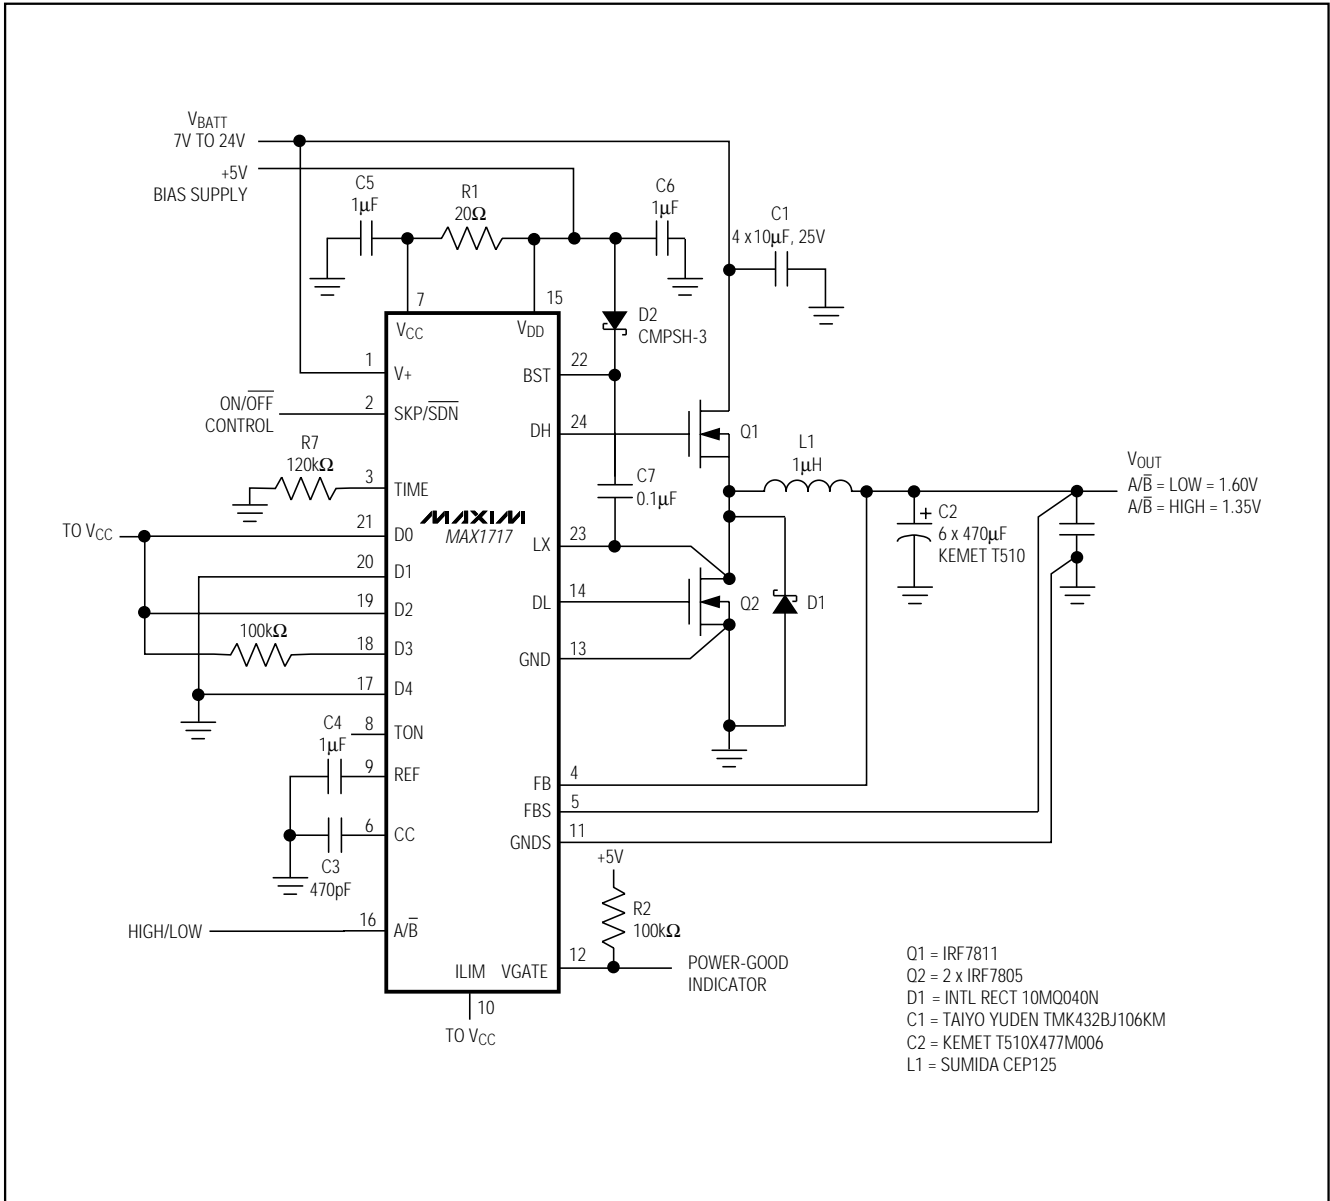 VBATT
7V TO 24V
+5V
BIAS SUPPLY
C5
1μF
R1
20Ω
C6
1μF
C1
4 x 10μF, 25V
7
15
VCC
VDD
D2
CMPSH-3
1
V+
22
BST
ON/OFF
CONTROL
2
SKP/SDN
24
DH
Q1
R7
120kΩ
3
TIME
L1
1μH
C7
0.1μF
VOUT
A/B = LOW = 1.60V
A/B = HIGH = 1.35V
TO VCC
21
D0
MAXIM
MAX1717
23
LX
+ C2
6 x 470μF
KEMET T510
20
D1
19
D2
14
DL
Q2
D1
100kΩ
18
D3
13
GND
17
D4
C4
1μF
8
TON
9
REF
4
FB
5
FBS
6
CC
11
GNDS
C3
470pF
+5V
R2
100kΩ
HIGH/LOW
16
A/B
12
ILIM VGATE
POWER-GOOD
INDICATOR
10
TO VCC
Q1 = IRF7811
Q2 = 2 x IRF7805
D1 = INTL RECT 10MQ040N
C1 = TAIYO YUDEN TMK432BJ106KM
C2 = KEMET T510X477M006
L1 = SUMIDA CEP125